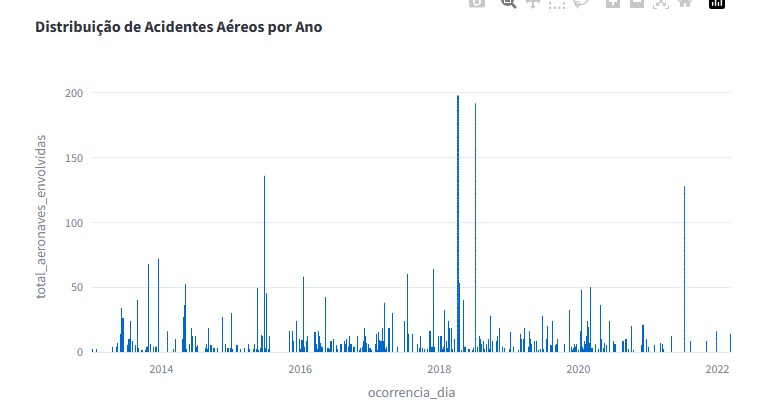 Distribuição de Acidentes Aéreos por Ano
200
150
100
50
0
total_aeronaves_envolvidas
2014 2016 2018 2020 2022
ocorrencia_dia